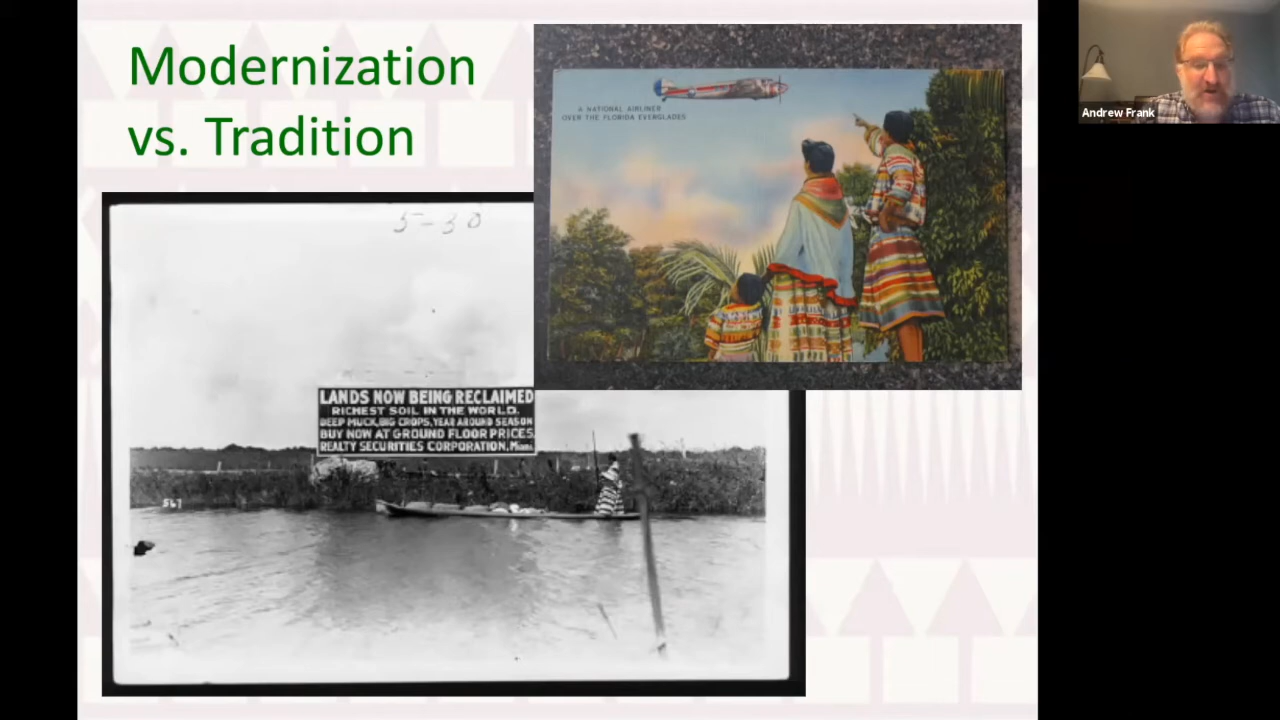 Modernization
vs. Tradition
A NATIONAL AIRLINER
OVER THE FLORIDA EVERGLADES
Andrew Frank
5-30
LANDS NOW BEING RECLAIMED
RICHEST SOIL IN THE WORLD.
DEEP MUCK, BIG CROPS, YEAR AROUND SEASON
BUY NOW AT GROUND FLOOR PRICES.
REALTY SECURITIES CORPORATION, Miami.
567